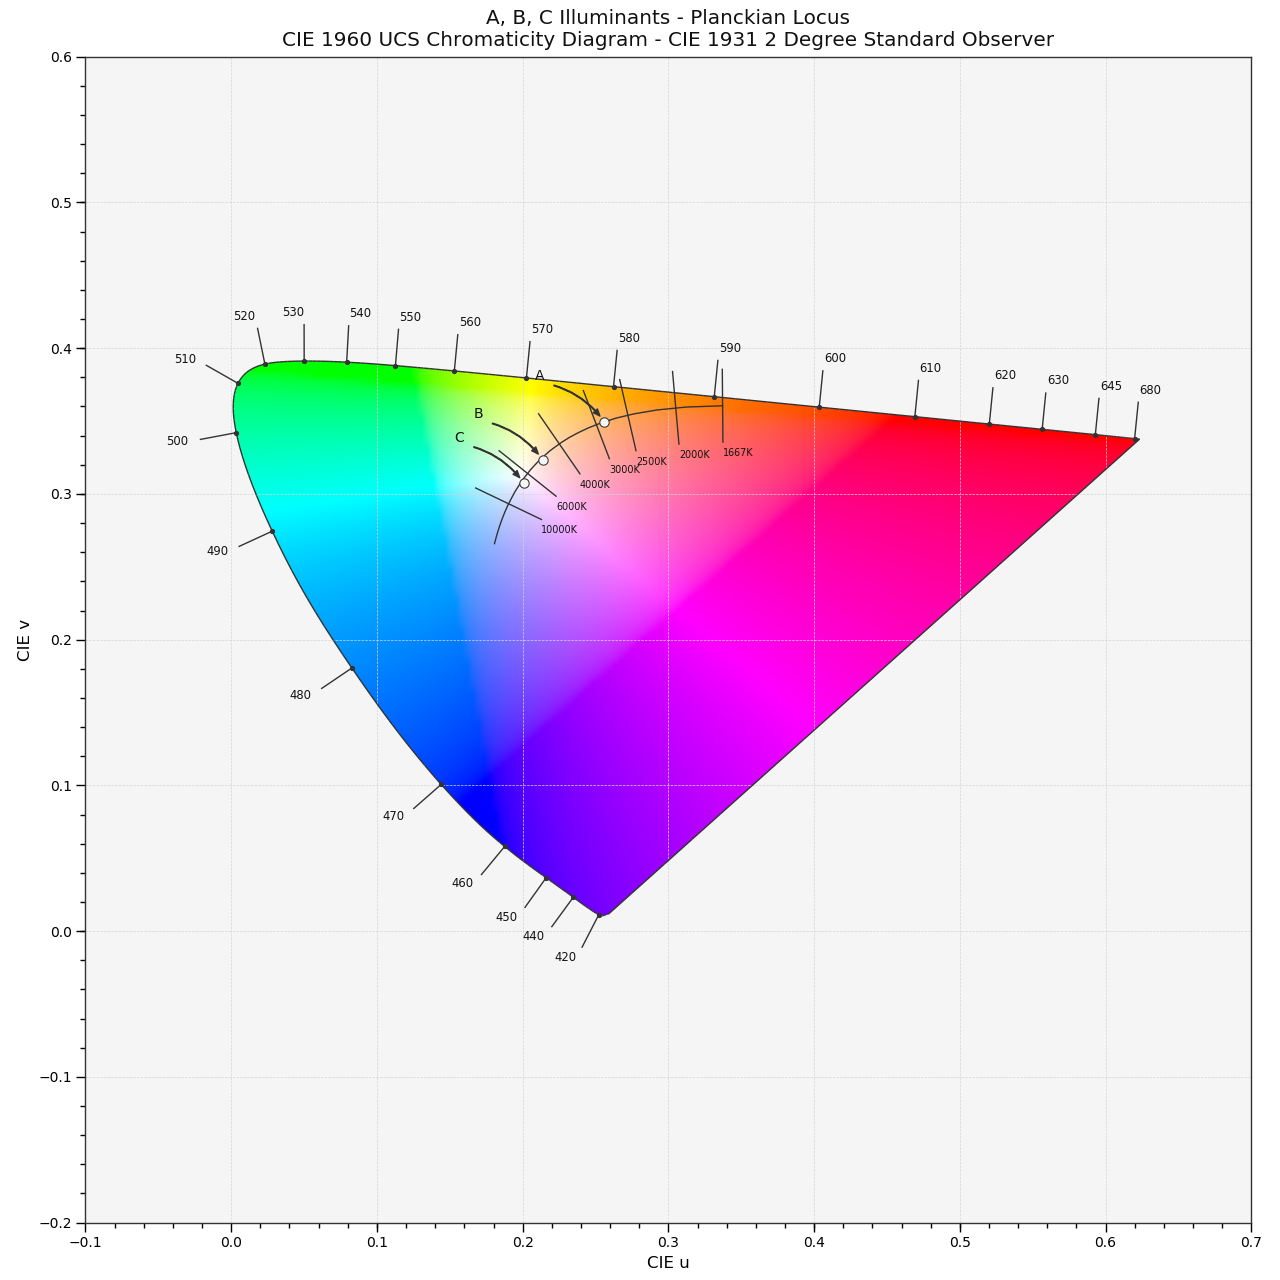 A, B, C Illuminants - Planckian Locus
CIE 1960 UCS Chromaticity Diagram - CIE 1931 2 Degree Standard Observer
0.6
0.5
0.4
0.3
0.2
0.1
0.0
−0.1
−0.2
CIE v
520
530
540
550
560
570
580
590
600
610
620
630
645
680
510
500
490
480
470
460
450
440
420
A
B
C
1667K
2000K
2500K
3000K
4000K
6000K
10000K
−0.1
0.0
0.1
0.2
0.3
0.4
0.5
0.6
0.7
CIE u